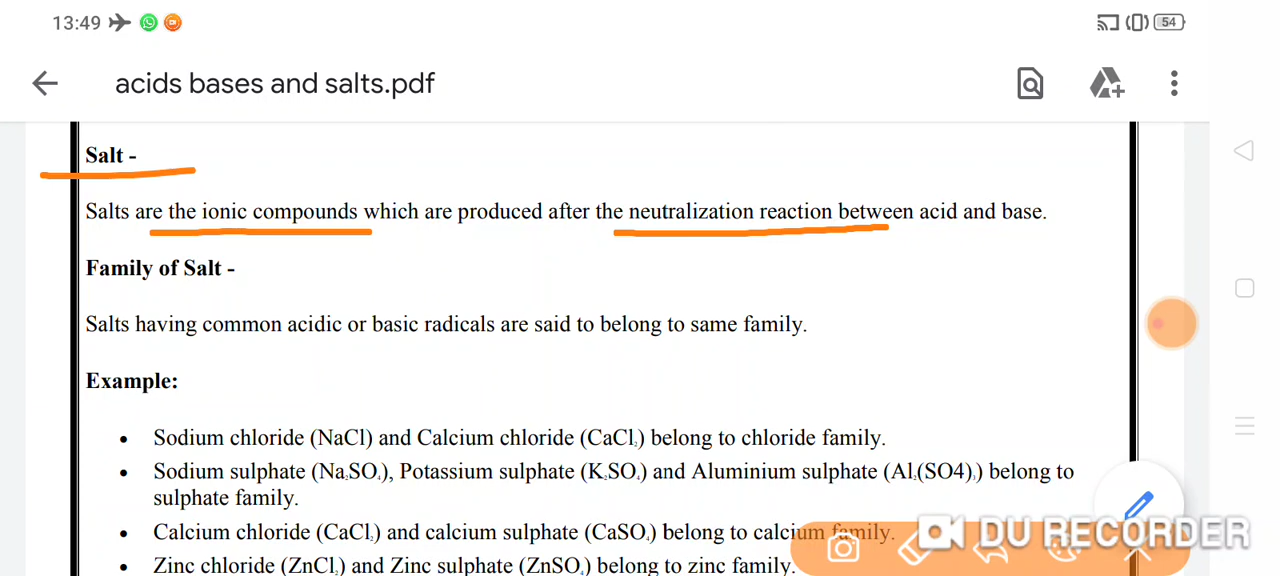 13:49 54
acids bases and salts.pdf
Salt -
Salts are the ionic compounds which are produced after the neutralization reaction between acid and base.
Family of Salt -
Salts having common acidic or basic radicals are said to belong to same family.
Example:
• Sodium chloride (NaCl) and Calcium chloride (CaCl₂) belong to chloride family.
• Sodium sulphate (Na₂SO₄), Potassium sulphate (K₂SO₄) and Aluminium sulphate (Al₂(SO4)₃) belong to
sulphate family.
• Calcium chloride (CaCl₂) and calcium sulphate (CaSO₄) belong to calcium family.
DU RECORDER
• Zinc chloride (ZnCl₂) and Zinc sulphate (ZnSO₄) belong to zinc family.